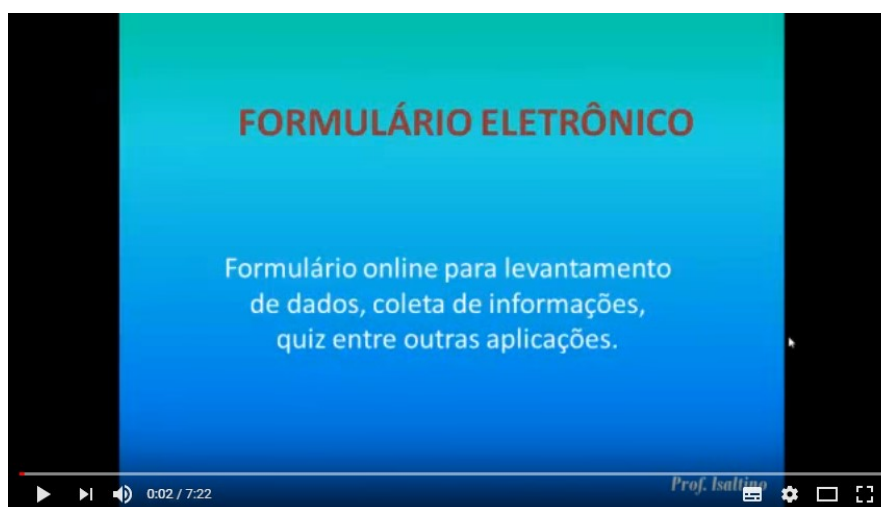 FORMULÁRIO ELETRÔNICO
Formulário online para levantamento
de dados, coleta de informações,
quiz entre outras aplicações.
Prof. Isaltino
0:02 / 7:22